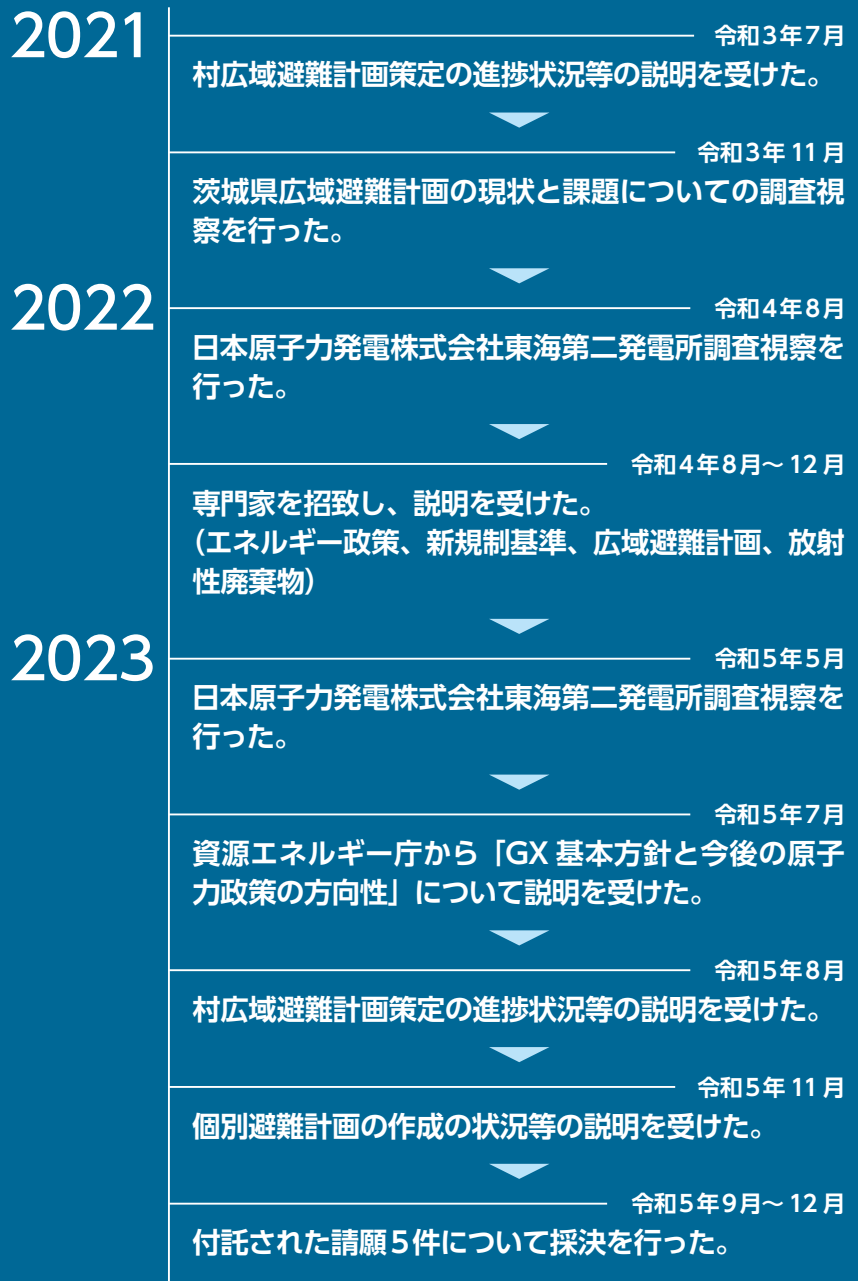 2021
令和3年7月
村広域避難計画策定の進捗状況等の説明を受けた。
令和3年11月
茨城県広域避難計画の現状と課題についての調査視
察を行った。
2022
令和4年8月
日本原子力発電株式会社東海第二発電所調査視察を
行った。
令和4年8月〜12月
専門家を招致し、説明を受けた。
（エネルギー政策、新規制基準、広域避難計画、放射
性廃棄物）
2023
令和5年5月
日本原子力発電株式会社東海第二発電所調査視察を
行った。
令和5年7月
資源エネルギー庁から「GX 基本方針と今後の原子
力政策の方向性」について説明を受けた。
令和5年8月
村広域避難計画策定の進捗状況等の説明を受けた。
令和5年11月
個別避難計画の作成の状況等の説明を受けた。
令和5年9月〜12月
付託された請願5件について採決を行った。